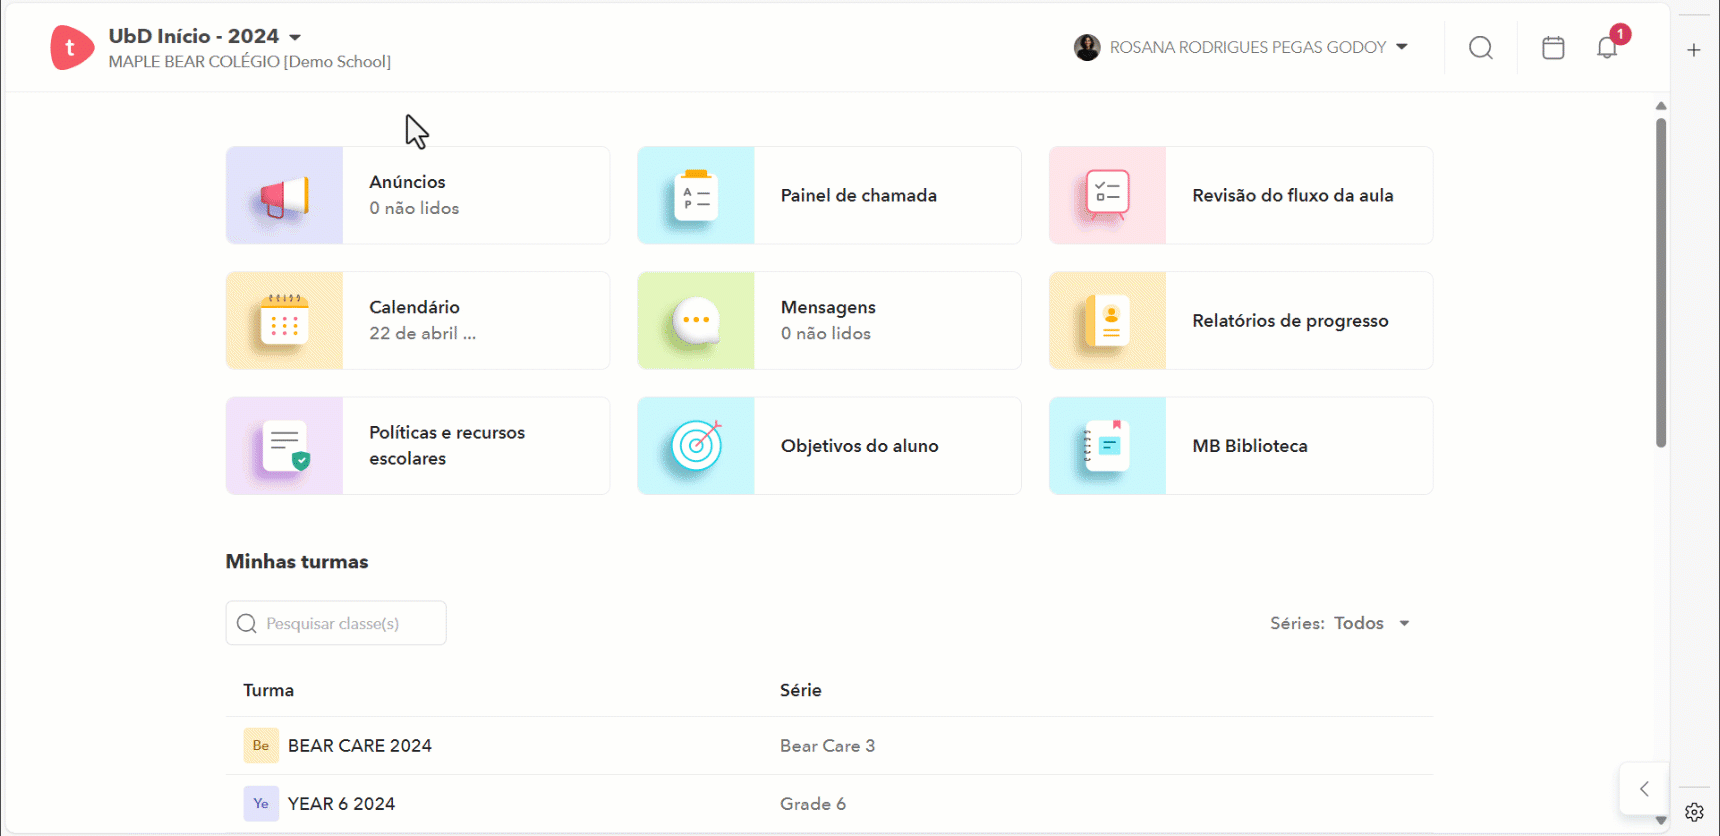 t
UbD Início - 2024
MAPLE BEAR COLÉGIO [Demo School]
ROSANA RODRIGUES PEGAS GODOY
1
Anúncios
0 não lidos
A
P
Painel de chamada
Revisão do fluxo da aula
Calendário
22 de abril ...
Mensagens
0 não lidos
Relatórios de progresso
Políticas e recursos
escolares
Objetivos do aluno
MB Biblioteca
Minhas turmas
Pesquisar classe(s)
Séries: Todos
Turma Série
Be BEAR CARE 2024 Bear Care 3
Ye YEAR 6 2024 Grade 6